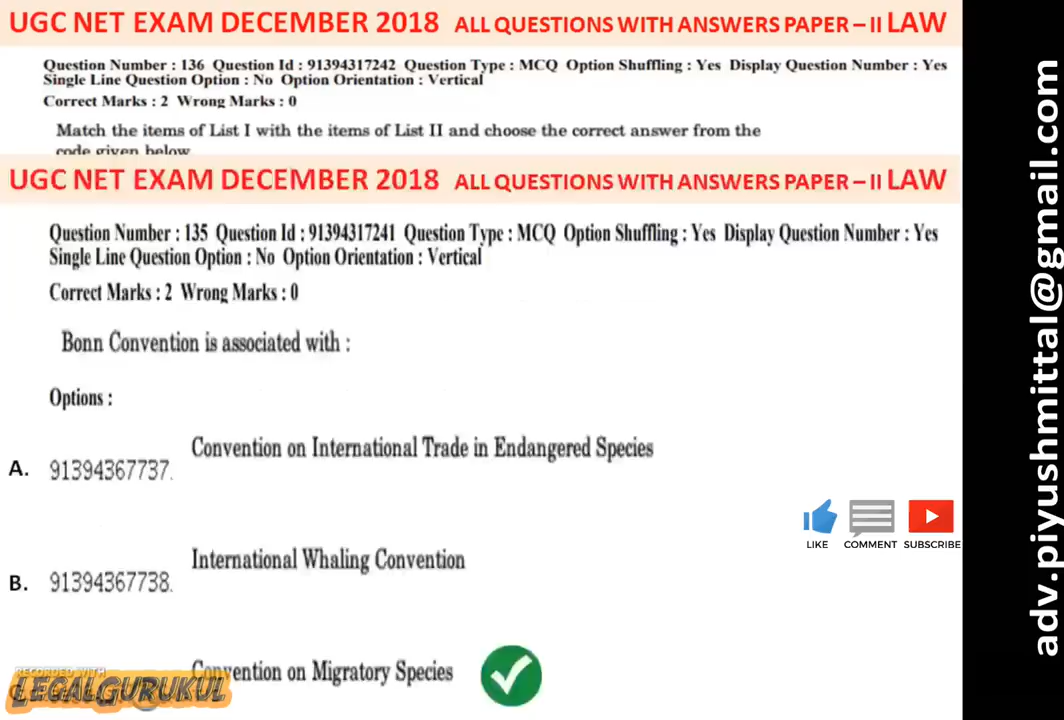 UGC NET EXAM DECEMBER 2018 ALL QUESTIONS WITH ANSWERS PAPER – II LAW
Question Number : 136 Question Id : 91394317242 Question Type : MCQ Option Shuffling : Yes Display Question Number : Yes
Single Line Question Option : No Option Orientation : Vertical
Correct Marks : 2 Wrong Marks : 0
Match the items of List I with the items of List II and choose the correct answer from the
code given below
UGC NET EXAM DECEMBER 2018 ALL QUESTIONS WITH ANSWERS PAPER – II LAW
Question Number : 135 Question Id : 91394317241 Question Type : MCQ Option Shuffling : Yes Display Question Number : Yes
Single Line Question Option : No Option Orientation : Vertical
Correct Marks : 2 Wrong Marks : 0
Bonn Convention is associated with :
Options :
Convention on International Trade in Endangered Species
A. 91394367737.
International Whaling Convention
B. 91394367738.
Convention on Migratory Species
LIKE COMMENT SUBSCRIBE
RECORDED WITH
LEGALGURUKUL
adv.piyushmittal@gmail.com